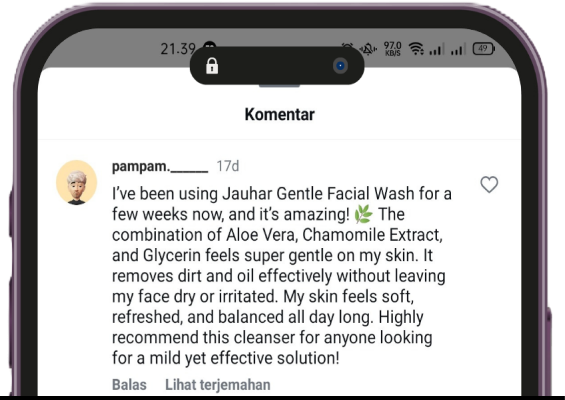 21.39
97.0
KB/S
49
Komentar
pampam.______ 17d
I've been using Jauhar Gentle Facial Wash for a
few weeks now, and it's amazing! 🌿 The
combination of Aloe Vera, Chamomile Extract,
and Glycerin feels super gentle on my skin. It
removes dirt and oil effectively without leaving
my face dry or irritated. My skin feels soft,
refreshed, and balanced all day long. Highly
recommend this cleanser for anyone looking
for a mild yet effective solution!
Balas Lihat terjemahan